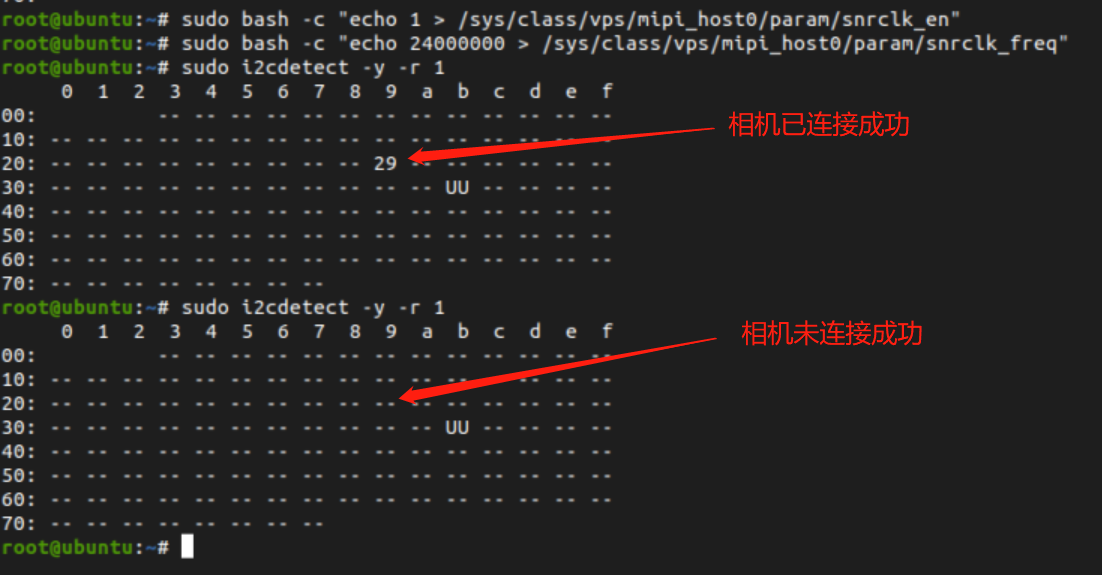 root@ubuntu:~# sudo bash -c "echo 1 > /sys/class/vps/mipi_host0/param/snrclk_en"
root@ubuntu:~# sudo bash -c "echo 24000000 > /sys/class/vps/mipi_host0/param/snrclk_freq"
root@ubuntu:~# sudo i2cdetect -y -r 1
     0  1  2  3  4  5  6  7  8  9  a  b  c  d  e  f
00:          -- -- -- -- -- -- -- -- -- -- -- -- --
相机已连接成功
10: -- -- -- -- -- -- -- -- -- -- -- -- -- -- -- --
20: -- -- -- -- -- -- -- -- -- 29 -- -- -- -- -- --
30: -- -- -- -- -- -- -- -- -- -- -- UU -- -- -- --
40: -- -- -- -- -- -- -- -- -- -- -- -- -- -- -- --
50: -- -- -- -- -- -- -- -- -- -- -- -- -- -- -- --
60: -- -- -- -- -- -- -- -- -- -- -- -- -- -- -- --
70: -- -- -- -- -- -- -- --
root@ubuntu:~# sudo i2cdetect -y -r 1
     0  1  2  3  4  5  6  7  8  9  a  b  c  d  e  f
相机未连接成功
00:          -- -- -- -- -- -- -- -- -- -- -- -- --
10: -- -- -- -- -- -- -- -- -- -- -- -- -- -- -- --
20: -- -- -- -- -- -- -- -- -- -- -- -- -- -- -- --
30: -- -- -- -- -- -- -- -- -- -- -- UU -- -- -- --
40: -- -- -- -- -- -- -- -- -- -- -- -- -- -- -- --
50: -- -- -- -- -- -- -- -- -- -- -- -- -- -- -- --
60: -- -- -- -- -- -- -- -- -- -- -- -- -- -- -- --
70: -- -- -- -- -- -- -- --
root@ubuntu:~#